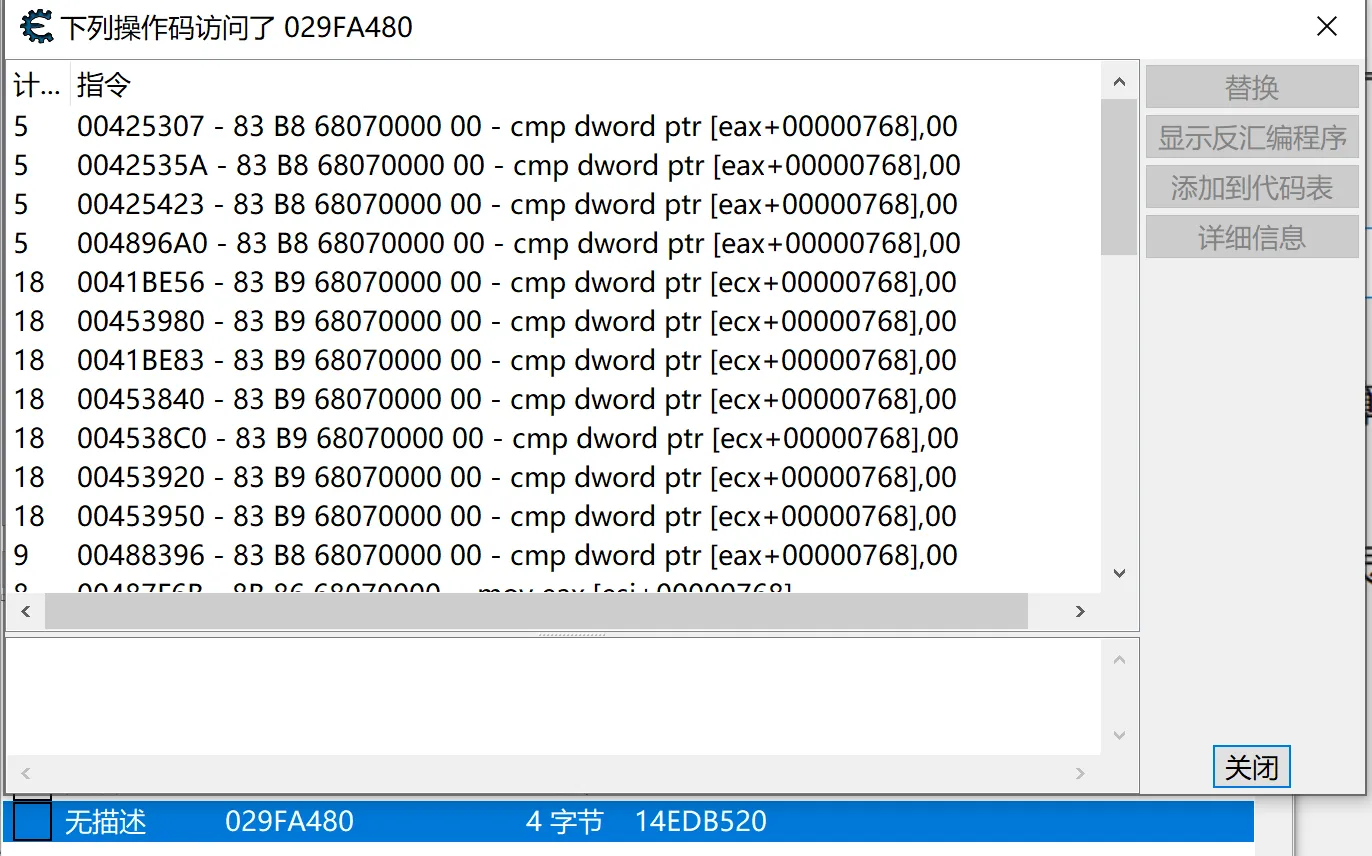 下列操作码访问了 029FA480
计... 指令
替换
5 00425307 - 83 B8 68070000 00 - cmp dword ptr [eax+00000768],00
显示反汇编程序
5 0042535A - 83 B8 68070000 00 - cmp dword ptr [eax+00000768],00
添加到代码表
5 00425423 - 83 B8 68070000 00 - cmp dword ptr [eax+00000768],00
详细信息
5 004896A0 - 83 B8 68070000 00 - cmp dword ptr [eax+00000768],00
18 0041BE56 - 83 B9 68070000 00 - cmp dword ptr [ecx+00000768],00
18 00453980 - 83 B9 68070000 00 - cmp dword ptr [ecx+00000768],00
18 0041BE83 - 83 B9 68070000 00 - cmp dword ptr [ecx+00000768],00
18 00453840 - 83 B9 68070000 00 - cmp dword ptr [ecx+00000768],00
18 004538C0 - 83 B9 68070000 00 - cmp dword ptr [ecx+00000768],00
18 00453920 - 83 B9 68070000 00 - cmp dword ptr [ecx+00000768],00
18 00453950 - 83 B9 68070000 00 - cmp dword ptr [ecx+00000768],00
9 00488396 - 83 B8 68070000 00 - cmp dword ptr [eax+00000768],00
8 00487F6B - 8B 86 68070000 - mov eax,[esi+00000768]
关闭
无描述 029FA480 4 字节 14EDB520